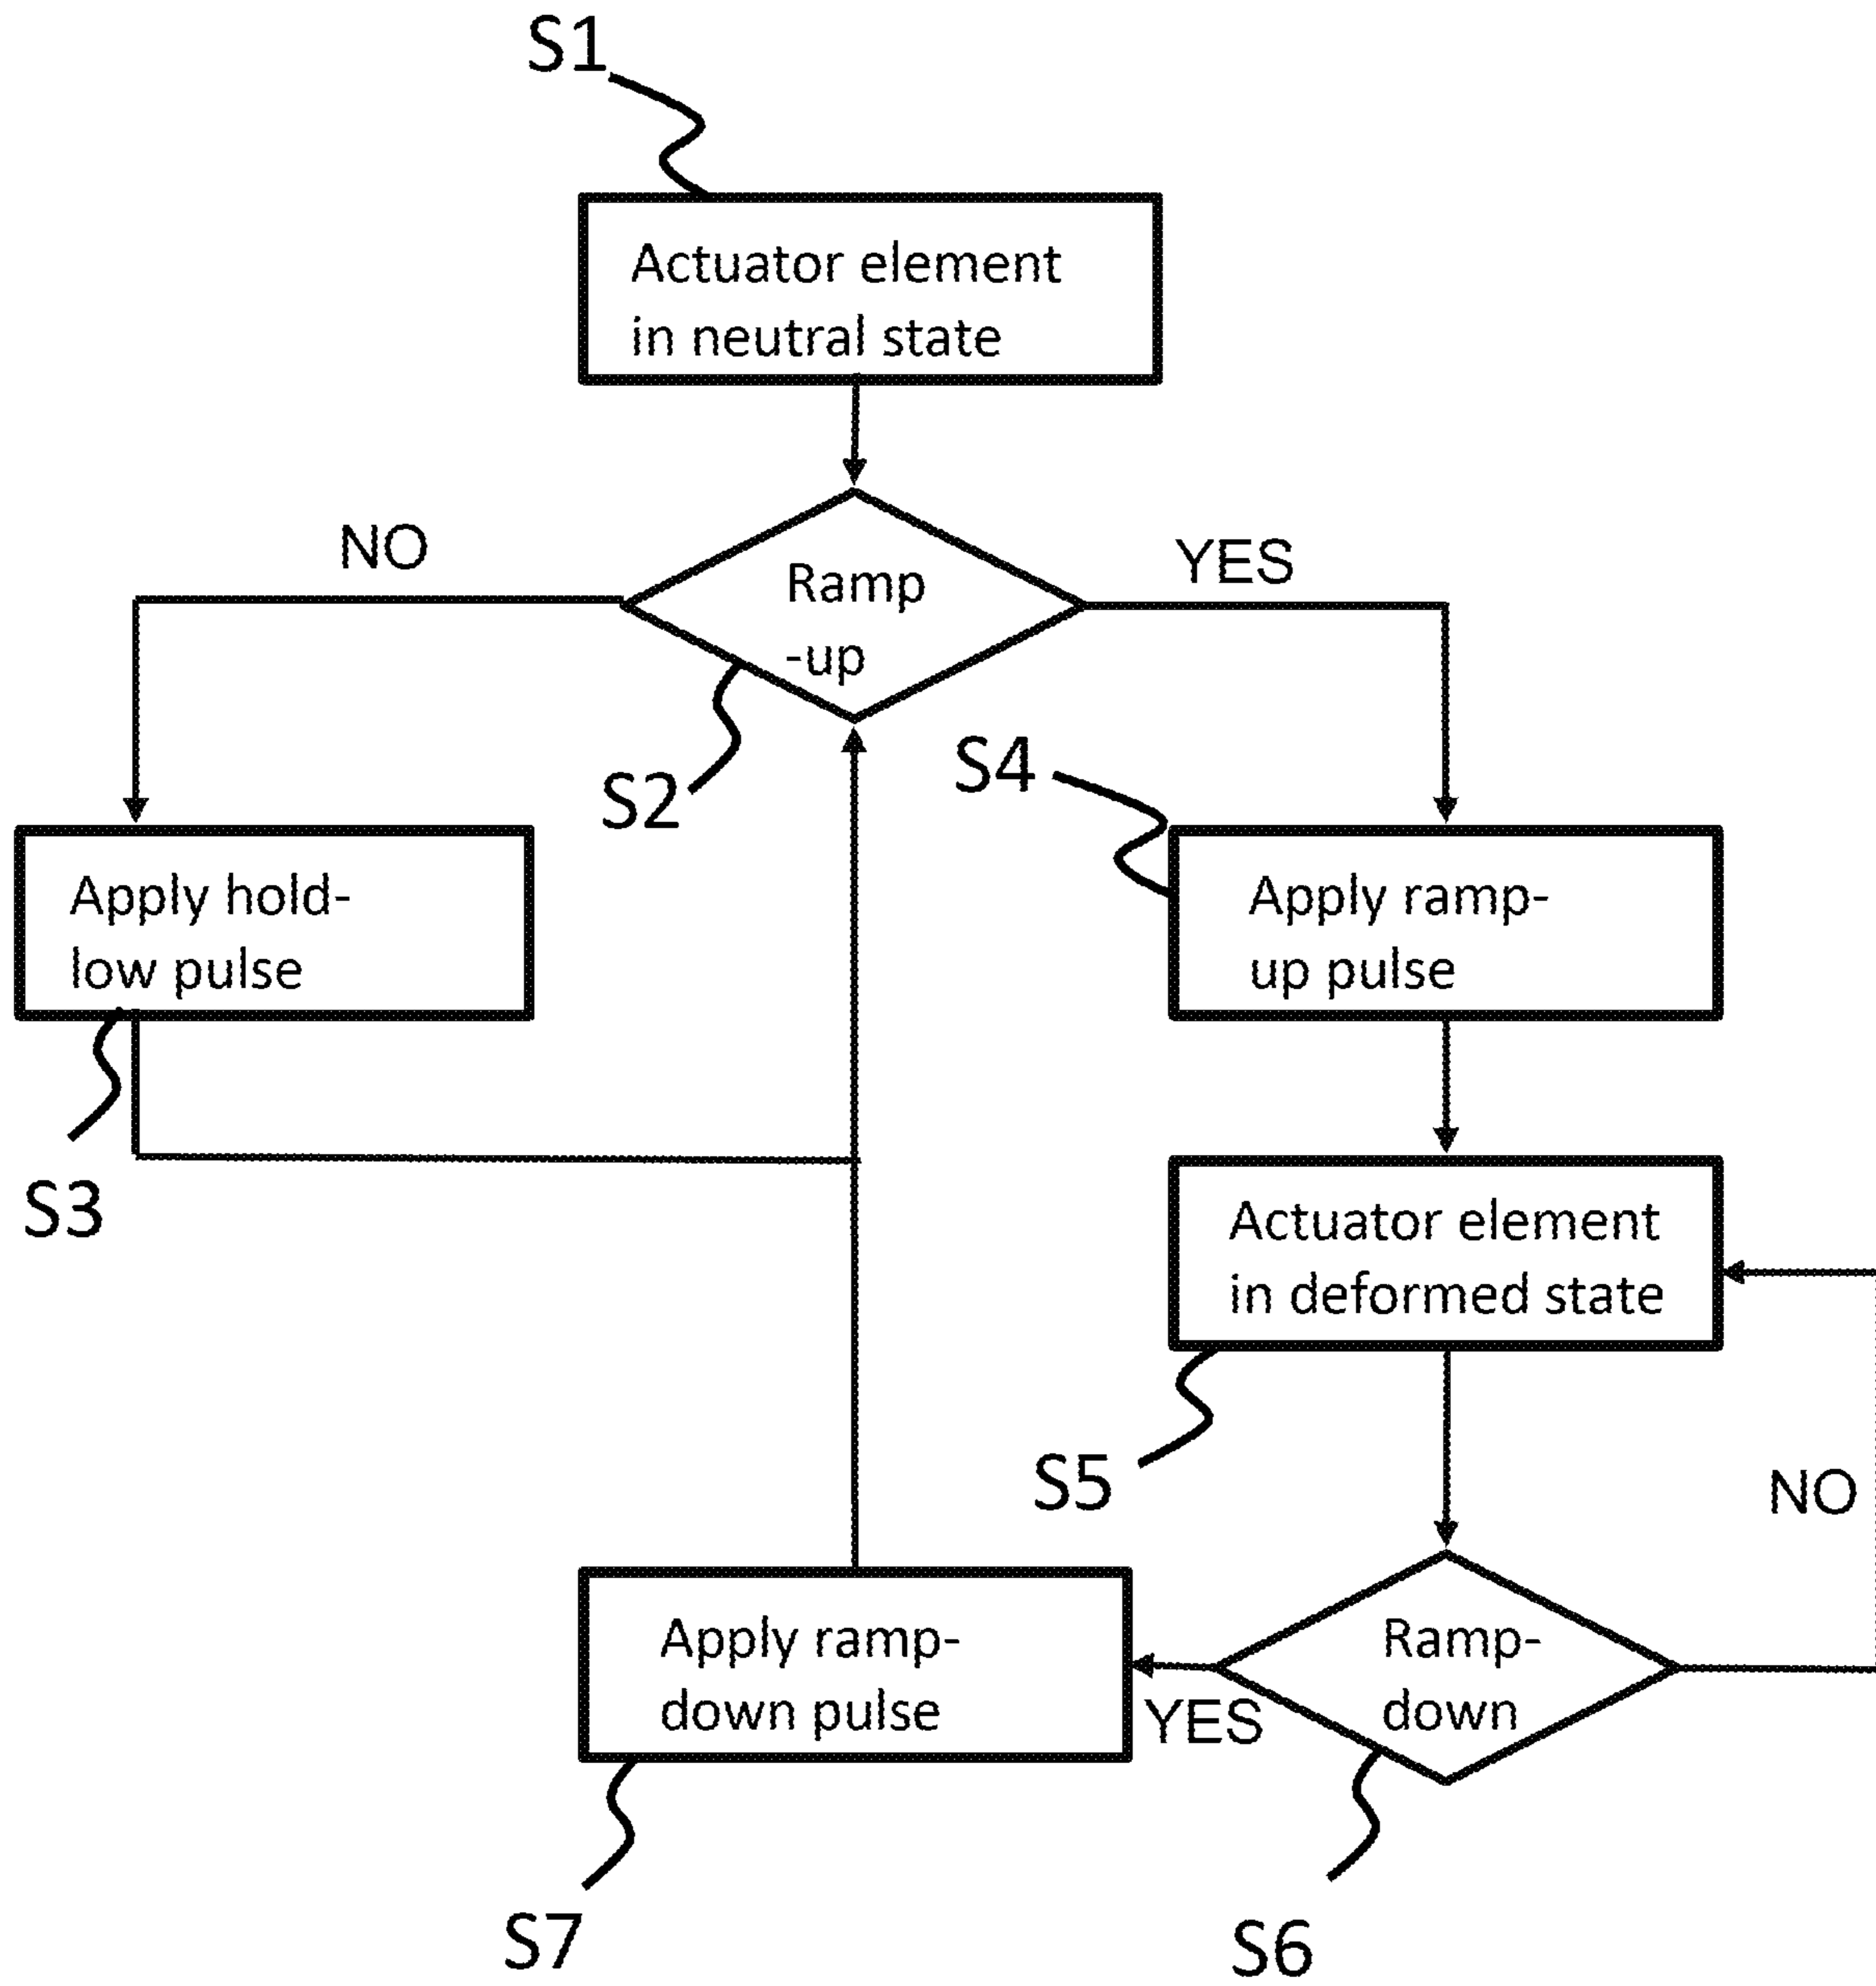 S1
Actuator element
in neutral state
NO
YES
Ramp
-up
S2
S4
Apply hold-
low pulse
Apply ramp-
up pulse
S3
Actuator element
in deformed state
S5
NO
Apply ramp-
down pulse
YES
Ramp-
down
S7
S6